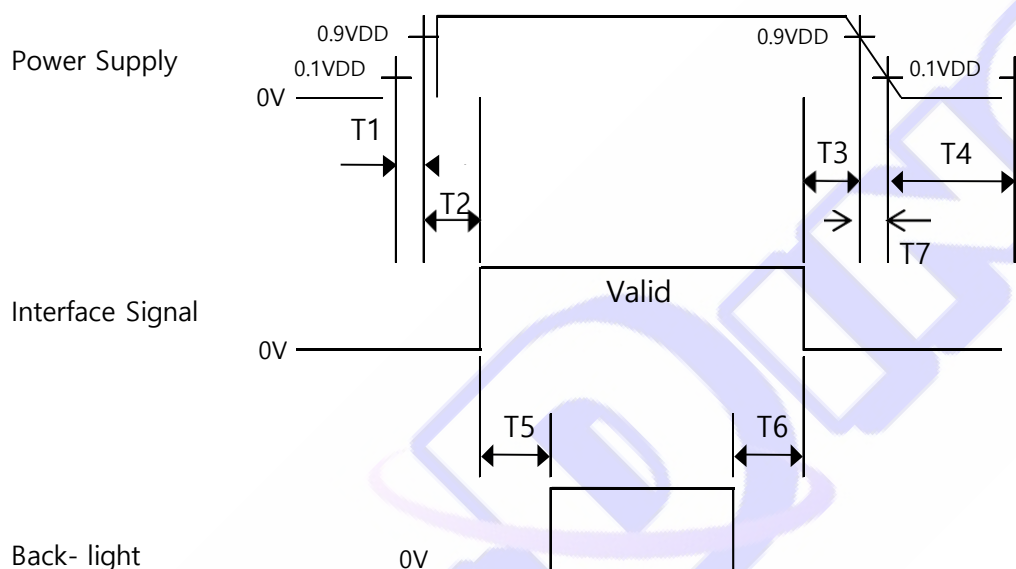 0.9VDD
0.9VDD
Power Supply
0.1VDD
0.1VDD
0V
T1
T3
T4
T2
T7
Valid
Interface Signal
0V
T5
T6
Back- light
0V